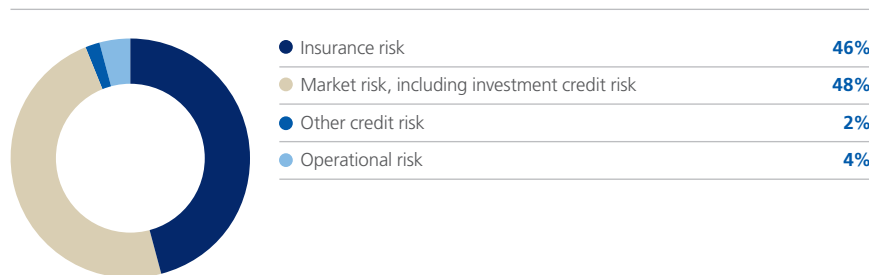 Insurance risk 46%
Market risk, including investment credit risk 48%
Other credit risk 2%
Operational risk 4%